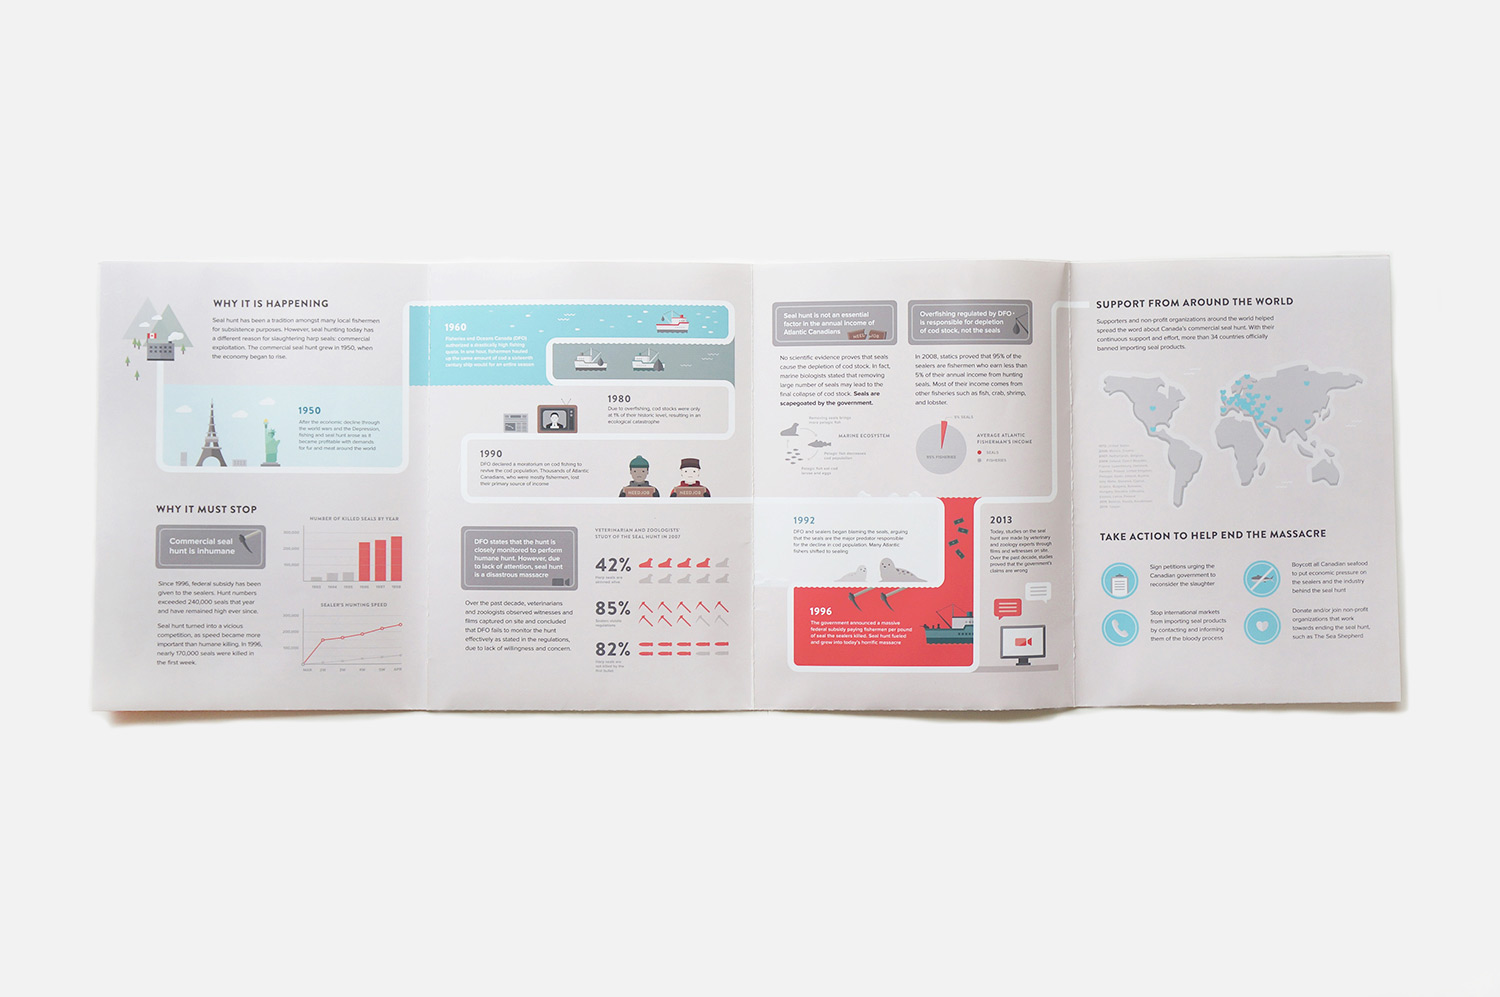 WHY IT IS HAPPENING
Seal hunt has been a tradition amongst many local fishermen
for subsistence purposes. However, seal hunting today has
a different reason for slaughtering harp seals: commercial
exploitation. The commercial seal hunt grew in 1950, when
the economy began to rise.
1950
After the economic decline through
the world wars and the Depression,
fishing and seal hunt arose as it
became profitable with demands
for fur and meat around the world
WHY IT MUST STOP
Commercial seal
hunt is inhumane
Since 1996, federal subsidy has been
given to the sealers. Hunt numbers
exceeded 240,000 seals that year
and have remained high ever since.
Seal hunt turned into a vicious
competition, as speed became more
important than humane killing. In 1996,
nearly 170,000 seals were killed in
the first week.
NUMBER OF KILLED SEALS BY YEAR
SEALER'S HUNTING SPEED
1960
Fisheries and Oceans Canada (DFO)
authorized a drastically high fishing
quota. In one hour, fishermen hauled
up the same amount of cod a sixteenth
century ship would for an entire season
1980
Due to overfishing, cod stocks were only
at 1% of their historic level, resulting in an
ecological catastrophe
1990
DFO declared a moratorium on cod fishing to
revive the cod population. Thousands of Atlantic
Canadians, who were mostly fishermen, lost
their primary source of income
NEED JOB
NEED JOB
DFO states that the hunt is
closely monitored to perform
humane hunt. However, due
to lack of attention, seal hunt
is a disastrous massacre
Over the past decade, veterinarians
and zoologists observed witnesses and
films captured on site and concluded
that DFO fails to monitor the hunt
effectively as stated in the regulations,
due to lack of willingness and concern.
VETERINARIAN AND ZOOLOGISTS'
STUDY OF THE SEAL HUNT IN 2007
42%
85%
82%
Seal hunt is not an essential
factor in the annual income of
Atlantic Canadians
No scientific evidence proves that seals
cause the depletion of cod stock. In fact,
marine biologists stated that removing
large number of seals may lead to the
final collapse of cod stock. Seals are
scapegoated by the government.
MARINE ECOSYSTEM
Overfishing regulated by DFO
is responsible for depletion
of cod stock, not the seals
In 2008, statics proved that 95% of the
sealers are fishermen who earn less than
5% of their annual income from hunting
seals. Most of their income comes from
other fisheries such as fish, crab, shrimp,
and lobster.
5% SEALS
95% FISHERIES
AVERAGE ATLANTIC
FISHERMAN'S INCOME
SEALS
FISHERIES
1992
DFO and sealers began blaming the seals, arguing
that the seals are the major predator responsible
for the decline in cod population. Many Atlantic
fishers shifted to sealing
1996
The government announced a massive
federal subsidy paying fishermen per pound
of seal the sealers killed. Seal hunt fueled
and grew into today's horrific massacre
2013
Today, studies on the seal
hunt are made by veterinary
and zoology experts through
films and witnesses on site.
Over the past decade, studies
proved that the government's
claims are wrong
SUPPORT FROM AROUND THE WORLD
Supporters and non-profit organizations around the world helped
spread the word about Canada's commercial seal hunt. With their
continuous support and effort, more than 34 countries officially
banned importing seal products.
TAKE ACTION TO HELP END THE MASSACRE
Sign petitions urging the
Canadian government to
reconsider the slaughter
Boycott all Canadian seafood
to put economic pressure on
the sealers and the industry
behind the seal hunt
Stop international markets
from importing seal products
by contacting and informing
them of the bloody process
Donate and/or join non-profit
organizations that work
towards ending the seal hunt,
such as The Sea Shepherd